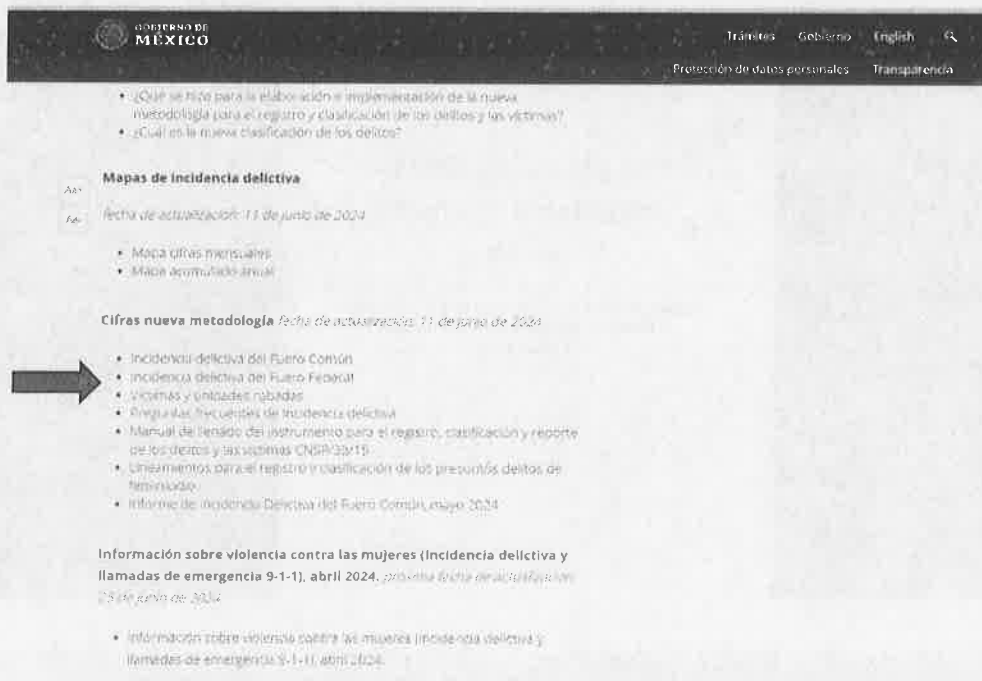 GOBIERNO DE
MÉXICO
Trámites Gobierno English
Protección de datos personales Transparencia
¿Qué se hizo para la elaboración e implementación de la nueva
metodología para el registro y clasificación de los delitos y las víctimas?
¿Cuál es la nueva clasificación de los delitos?
Mapas de incidencia delictiva
fecha de actualización: 11 de junio de 2024
Mapa cifras mensuales
Mapa acumulado anual
Cifras nueva metodología fecha de actualización: 11 de junio de 2024
Incidencia delictiva del Fuero Común
Incidencia delictiva del Fuero Federal
Víctimas y unidades robadas
Preguntas frecuentes de incidencia delictiva
Manual de llenado del instrumento para el registro, clasificación y reporte
de los delitos y las víctimas CNSP/38/15
Lineamientos para el registro y clasificación de los presuntos delitos de
feminicidio
Informe de Incidencia Delictiva del Fuero Común, mayo 2024
Información sobre violencia contra las mujeres (Incidencia delictiva y
llamadas de emergencia 9-1-1), abril 2024. próxima fecha de actualización:
25 de junio de 2024
Información sobre violencia contra las mujeres (Incidencia delictiva y
llamadas de emergencia 9-1-1), abril 2024.